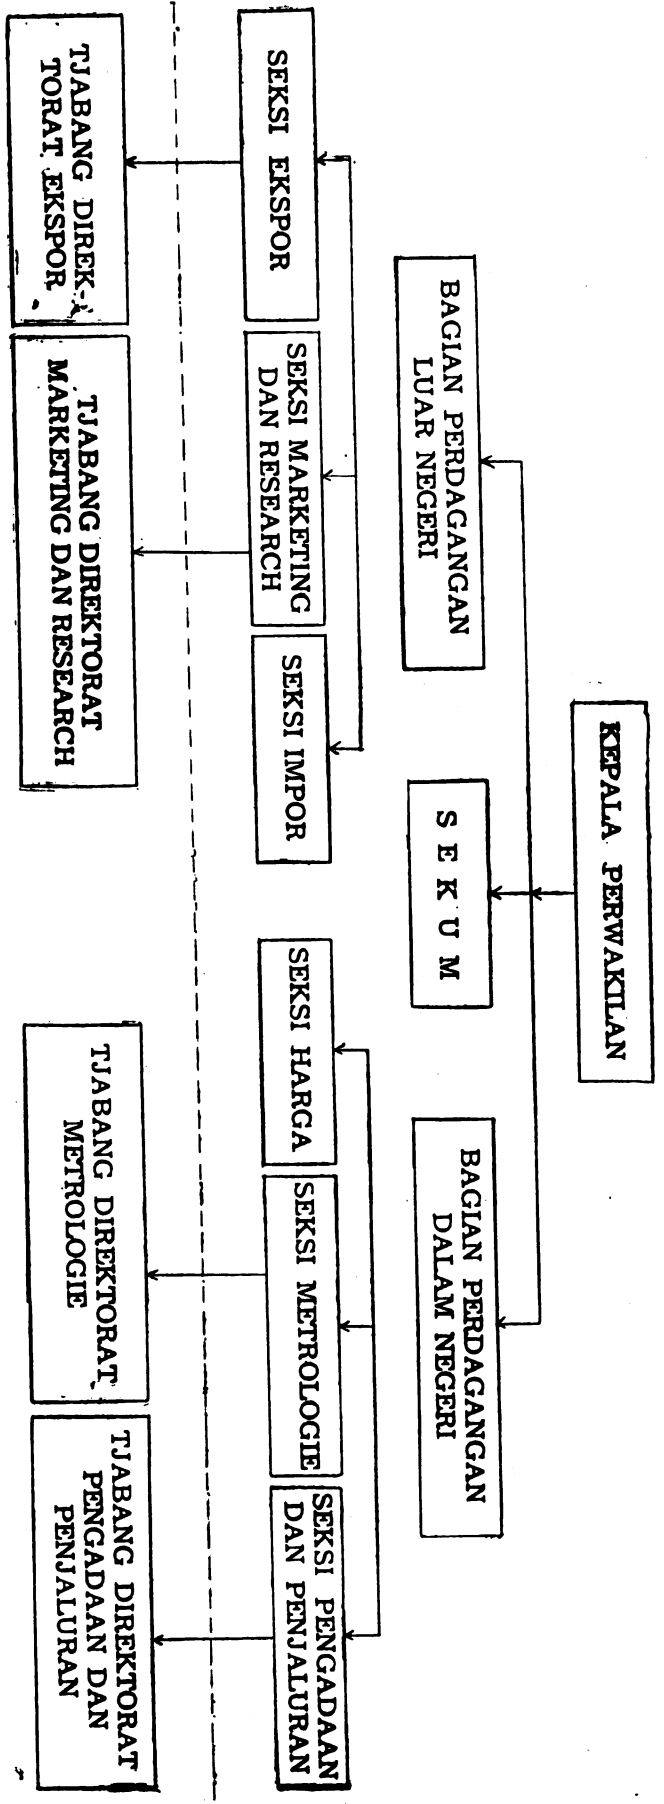 KEPALA PERWAKILAN
BAGIAN PERDAGANGAN
LUAR NEGERI
S E K U M
BAGIAN PERDAGANGAN
DALAM NEGERI
SEKSI EKSPOR
SEKSI MARKETING
DAN RESEARCH
SEKSI IMPOR
SEKSI HARGA
SEKSI METROLOGIE
SEKSI PENGADAAN
DAN PENJALURAN
TJABANG DIREK-
TORAT EKSPOR
TJABANG DIREKTORAT
MARKETING DAN RESEARCH
TJABANG DIREKTORAT
METROLOGIE
TJABANG DIREKTORAT
PENGADAAN DAN
PENJALURAN